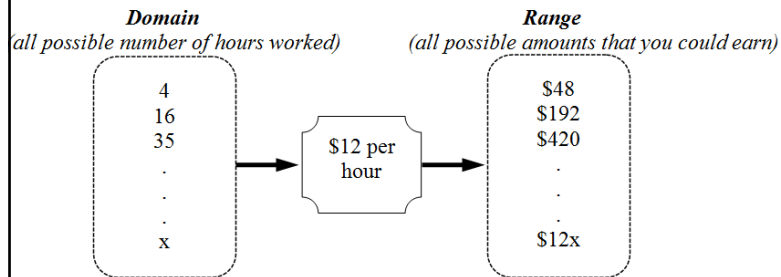 Domain
(all possible number of hours worked)
4
16
35
.
.
.
x
$12 per
hour
Range
(all possible amounts that you could earn)
$48
$192
$420
.
.
.
$12x